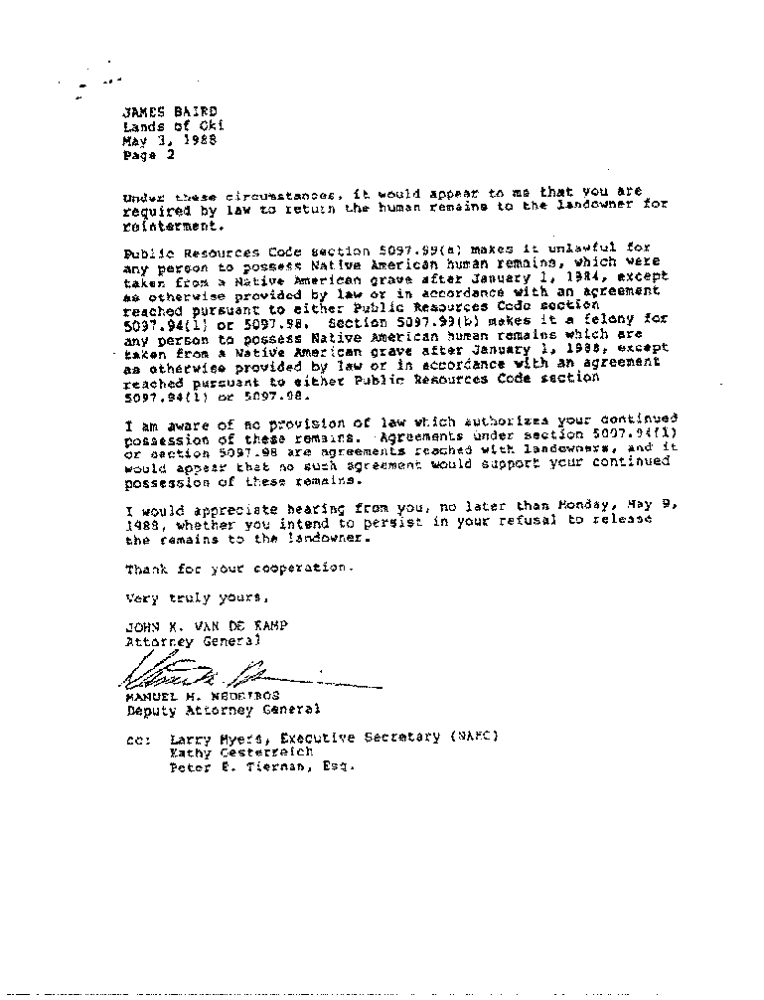 JAMES BAIRD
Lands of Oki
May 3, 1988
Page 2
Under these circumstances, it would appear to me that you are
required by law to return the human remains to the landowner for
reinterment.
Public Resources Code section 5097.99(a) makes it unlawful for
any person to possess Native American human remains, which were
taken from a Native American grave after January 1, 1984, except
as otherwise provided by law or in accordance with an agreement
reached pursuant to either Public Resources Code section
5097.94(l) or 5097.98. Section 5097.99(b) makes it a felony for
any person to possess Native American human remains which are
taken from a Native American grave after January 1, 1988, except
as otherwise provided by law or in accordance with an agreement
reached pursuant to either Public Resources Code section
5097.94(l) or 5097.98.
I am aware of no provision of law which authorizes your continued
possession of these remains. Agreements under section 5097.94(l)
or section 5097.98 are agreements reached with landowners, and it
would appear that no such agreement would support your continued
possession of these remains.
I would appreciate hearing from you, no later than Monday, May 9,
1988, whether you intend to persist in your refusal to release
the remains to the landowner.
Thank for your cooperation.
Very truly yours,
JOHN K. VAN DE KAMP
Attorney General
MANUEL M. MEDEIROS
Deputy Attorney General
cc: Larry Myers, Executive Secretary (NAHC)
Kathy Oesterreich
Peter E. Tiernan, Esq.